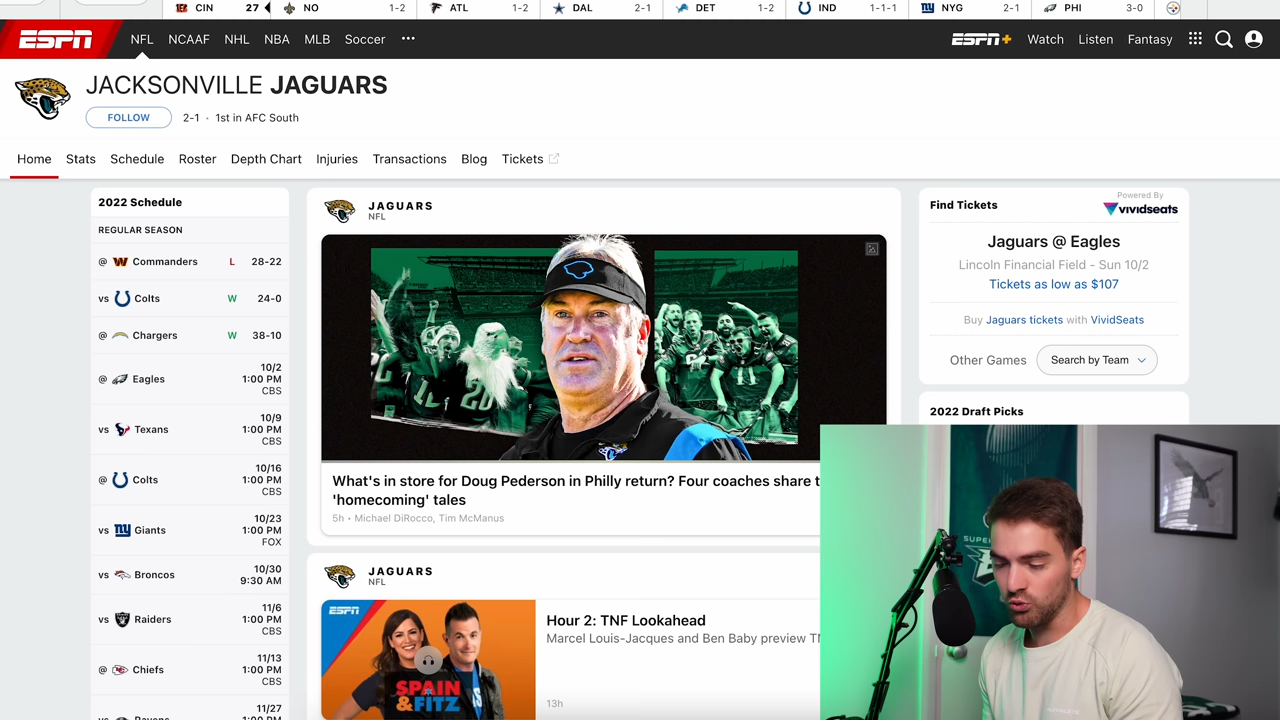 CIN 27 NO 1-2 ATL 1-2 DAL 2-1 DET 1-2 IND 1-1-1 NYG 2-1 PHI 3-0
ESPN NFL NCAAF NHL NBA MLB Soccer ••• ESPN+ Watch Listen Fantasy
JACKSONVILLE JAGUARS
FOLLOW 2-1 · 1st in AFC South
Home Stats Schedule Roster Depth Chart Injuries Transactions Blog Tickets
2022 Schedule
REGULAR SEASON
@ Commanders L 28-22
vs Colts W 24-0
@ Chargers W 38-10
@ Eagles 10/2
1:00 PM
CBS
vs Texans 10/9
1:00 PM
CBS
@ Colts 10/16
1:00 PM
CBS
vs Giants 10/23
1:00 PM
FOX
vs Broncos 10/30
9:30 AM
vs Raiders 11/6
1:00 PM
CBS
@ Chiefs 11/13
1:00 PM
CBS
vs Ravens 11/27
1:00 PM
JAGUARS
NFL
What's in store for Doug Pederson in Philly return? Four coaches share t
'homecoming' tales
5h • Michael DiRocco, Tim McManus
JAGUARS
NFL
ESPN
SPAIN
& FITZ
Hour 2: TNF Lookahead
Marcel Louis-Jacques and Ben Baby preview TN
13h
Find Tickets
Powered By
vividseats
Jaguars @ Eagles
Lincoln Financial Field - Sun 10/2
Tickets as low as $107
Buy Jaguars tickets with VividSeats
Other Games Search by Team
2022 Draft Picks